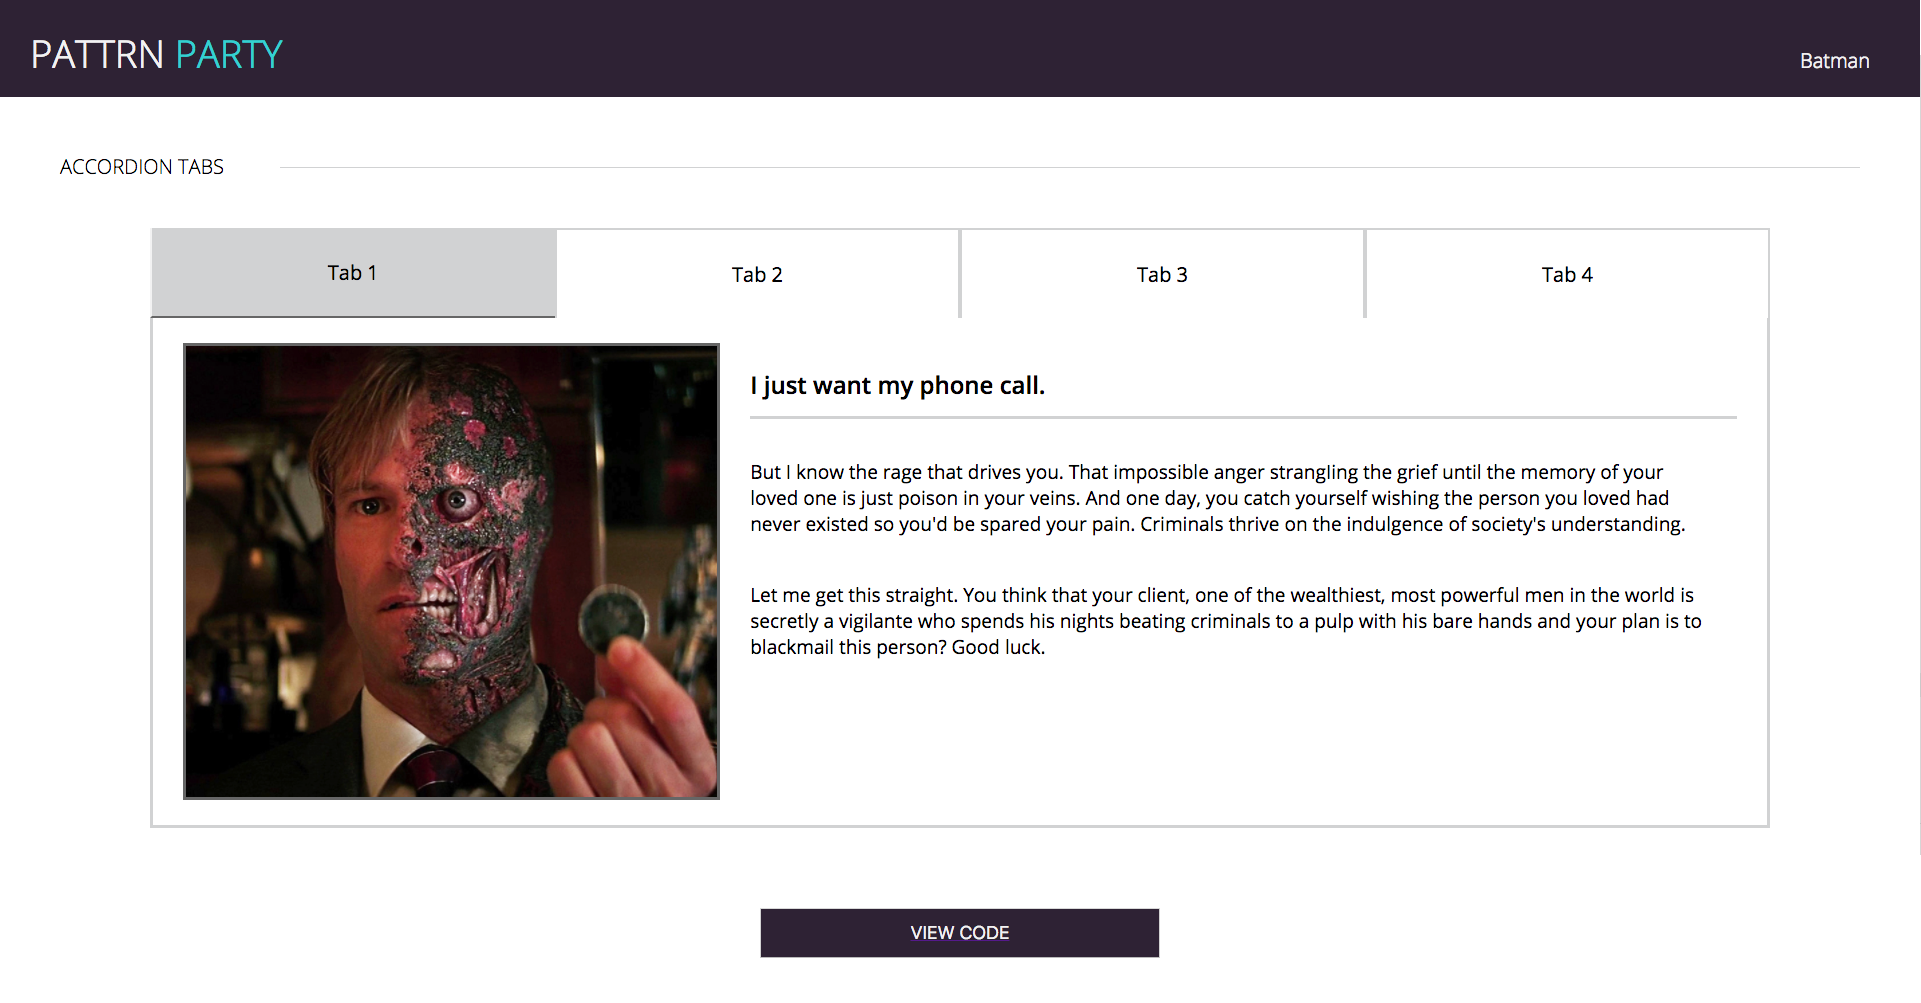 PATTRN PARTY
Batman
ACCORDION TABS
Tab 1
Tab 2
Tab 3
Tab 4
I just want my phone call.
But I know the rage that drives you. That impossible anger strangling the grief until the memory of your
loved one is just poison in your veins. And one day, you catch yourself wishing the person you loved had
never existed so you'd be spared your pain. Criminals thrive on the indulgence of society's understanding.
Let me get this straight. You think that your client, one of the wealthiest, most powerful men in the world is
secretly a vigilante who spends his nights beating criminals to a pulp with his bare hands and your plan is to
blackmail this person? Good luck.
VIEW CODE